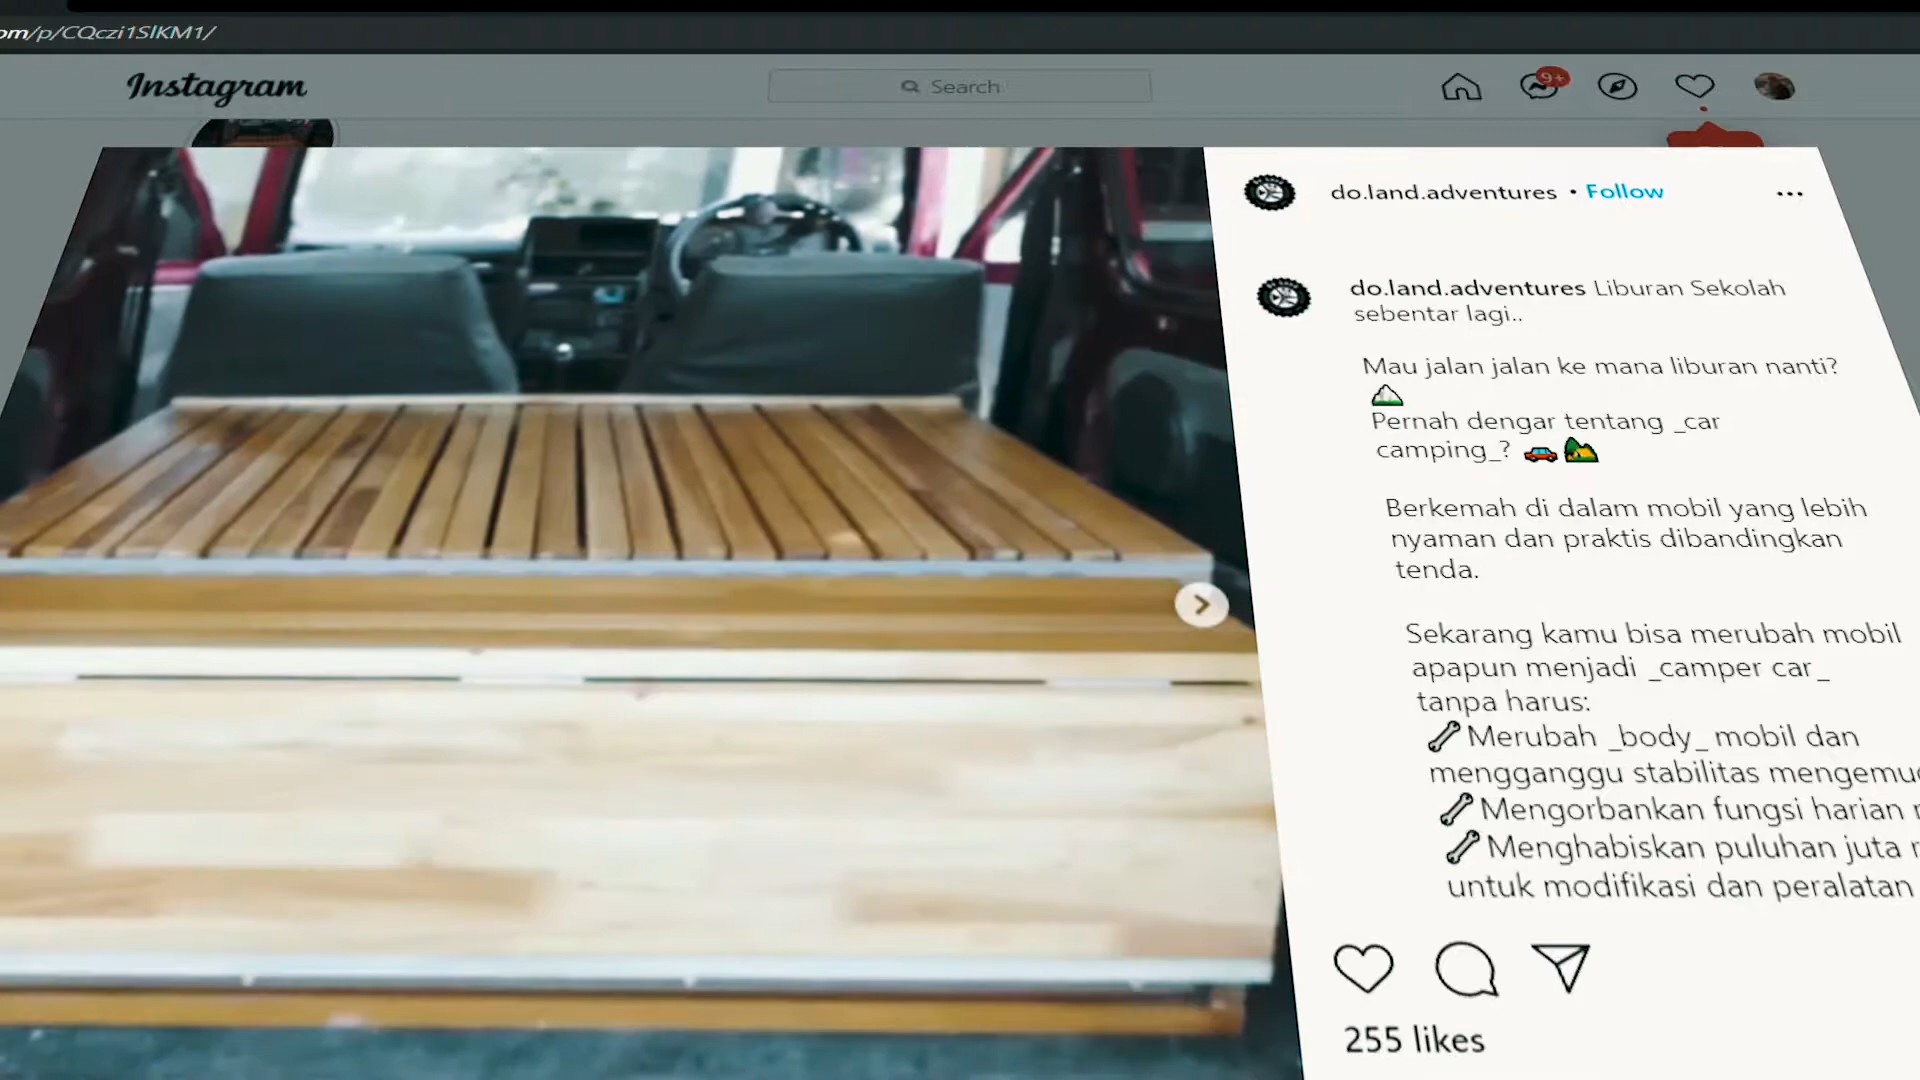 om/p/CQczi1SlKM1/
Instagram
Search
9+
do.land.adventures • Follow
do.land.adventures Liburan Sekolah
sebentar lagi..
Mau jalan jalan ke mana liburan nanti?
Pernah dengar tentang _car
camping_?
Berkemah di dalam mobil yang lebih
nyaman dan praktis dibandingkan
tenda.
Sekarang kamu bisa merubah mobil
apapun menjadi _camper car_
tanpa harus:
Merubah _body_ mobil dan
mengganggu stabilitas mengemu
Mengorbankan fungsi harian
Menghabiskan puluhan juta
untuk modifikasi dan peralatan
255 likes